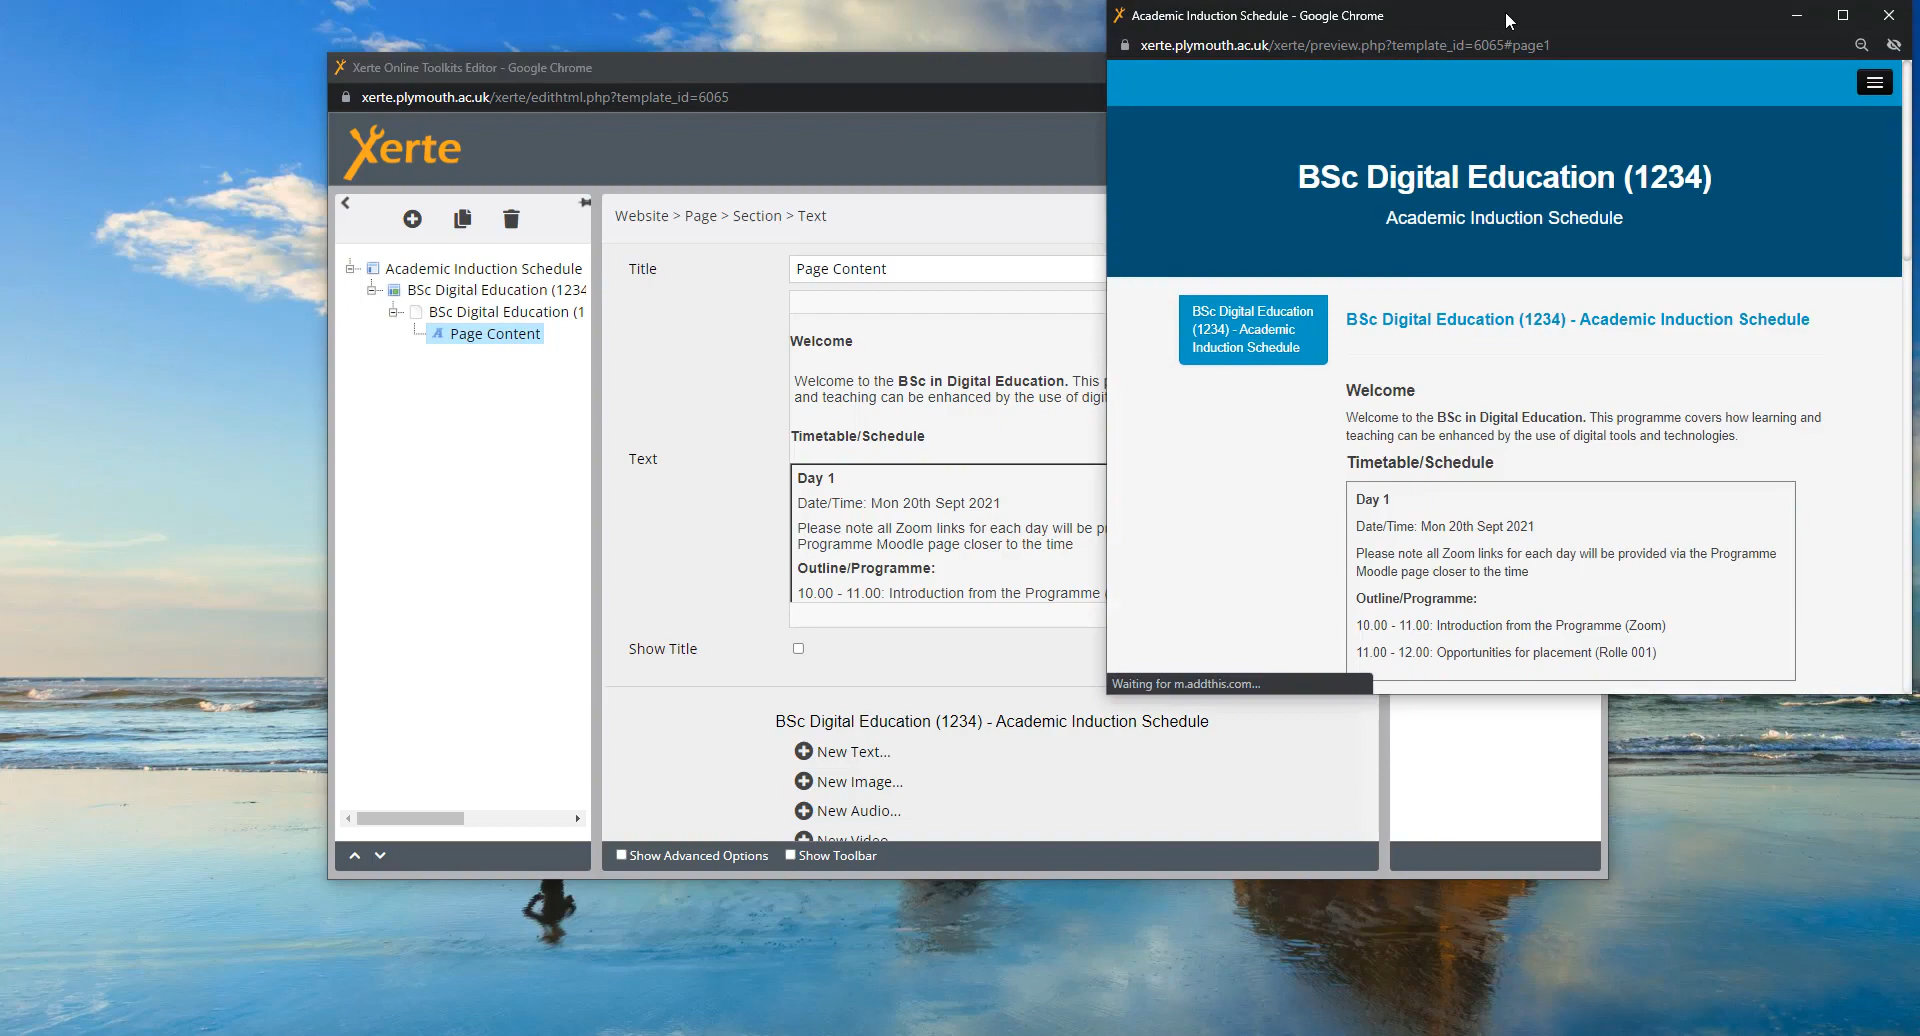 Xerte Online Toolkits Editor - Google Chrome
xerte.plymouth.ac.uk/xerte/edithtml.php?template_id=6065
Xerte
Academic Induction Schedule
BSc Digital Education (1234
BSc Digital Education (1
Page Content
Website > Page > Section > Text
Title
Page Content
Text
Welcome
Welcome to the BSc in Digital Education. This
and teaching can be enhanced by the use of
Timetable/Schedule
Day 1
Date/Time: Mon 20th Sept 2021
Please note all Zoom links for each day will be
Programme Moodle page closer to the time
Outline/Programme:
10.00 - 11.00: Introduction from the Programme
Show Title
BSc Digital Education (1234) - Academic Induction Schedule
New Text...
New Image...
New Audio...
New Video...
Show Advanced Options
Show Toolbar
Academic Induction Schedule - Google Chrome
xerte.plymouth.ac.uk/xerte/preview.php?template_id=6065#page1
BSc Digital Education (1234)
Academic Induction Schedule
BSc Digital Education
(1234) - Academic
Induction Schedule
BSc Digital Education (1234) - Academic Induction Schedule
Welcome
Welcome to the BSc in Digital Education. This programme covers how learning and
teaching can be enhanced by the use of digital tools and technologies.
Timetable/Schedule
Day 1
Date/Time: Mon 20th Sept 2021
Please note all Zoom links for each day will be provided via the Programme
Moodle page closer to the time
Outline/Programme:
10.00 - 11.00: Introduction from the Programme (Zoom)
11.00 - 12.00: Opportunities for placement (Rolle 001)
Waiting for m.addthis.com...